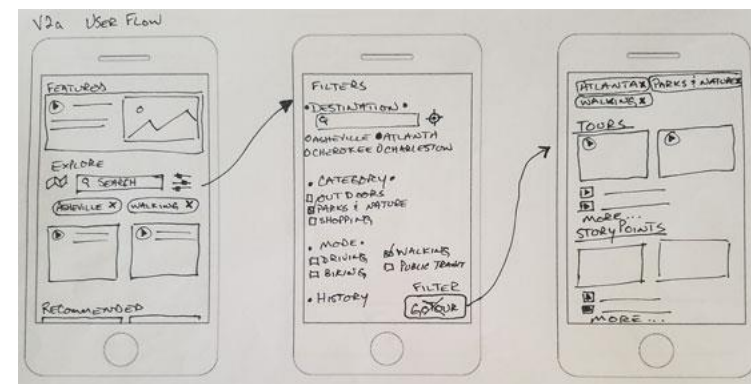 V2a USER FLOW
FEATURED
EXPLORE
SEARCH
ASHEVILLE X WALKING X
RECOMMENDED
FILTERS
• DESTINATION •
ASHEVILLE ATLANTA
CHEROKEE CHARLESTON
• CATEGORY •
OUTDOORS
PARKS & NATURE
SHOPPING
• MODE •
DRIVING WALKING
BIKING PUBLIC TRANSIT
• HISTORY
FILTER
GO TOUR
ATLANTA X PARKS & NATURE X
WALKING X
TOURS
MORE...
STORY POINTS
MORE...